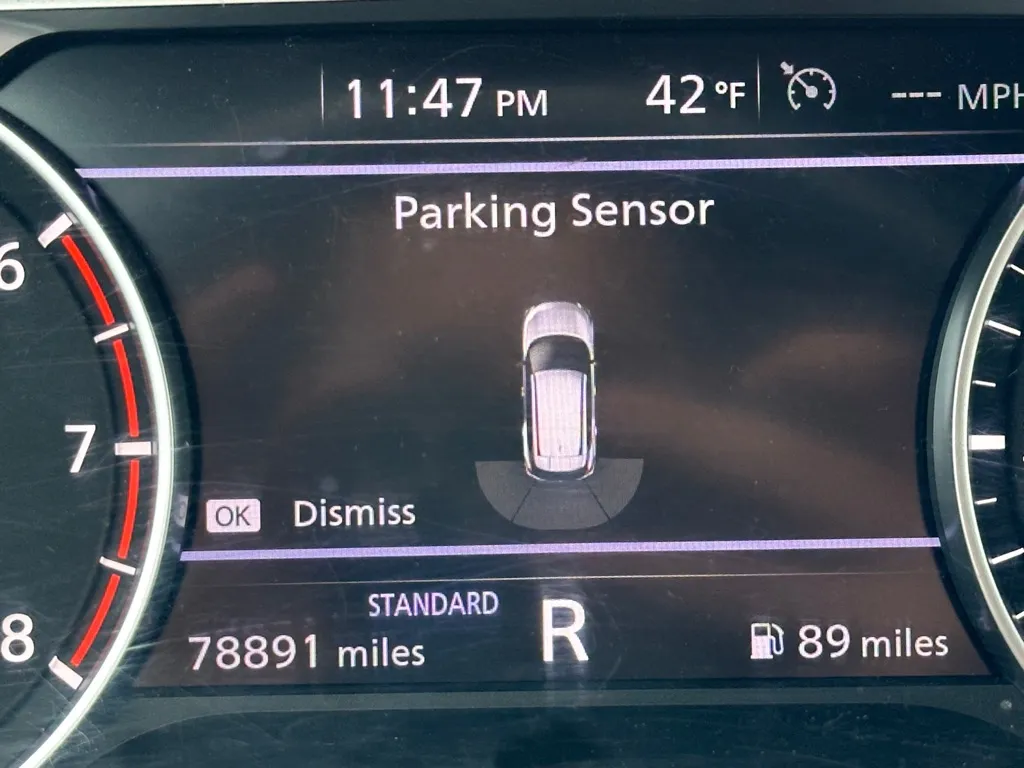 11:47 PM 42 °F --- MPH
Parking Sensor
6
7
OK Dismiss
STANDARD R
8 78891 miles 89 miles